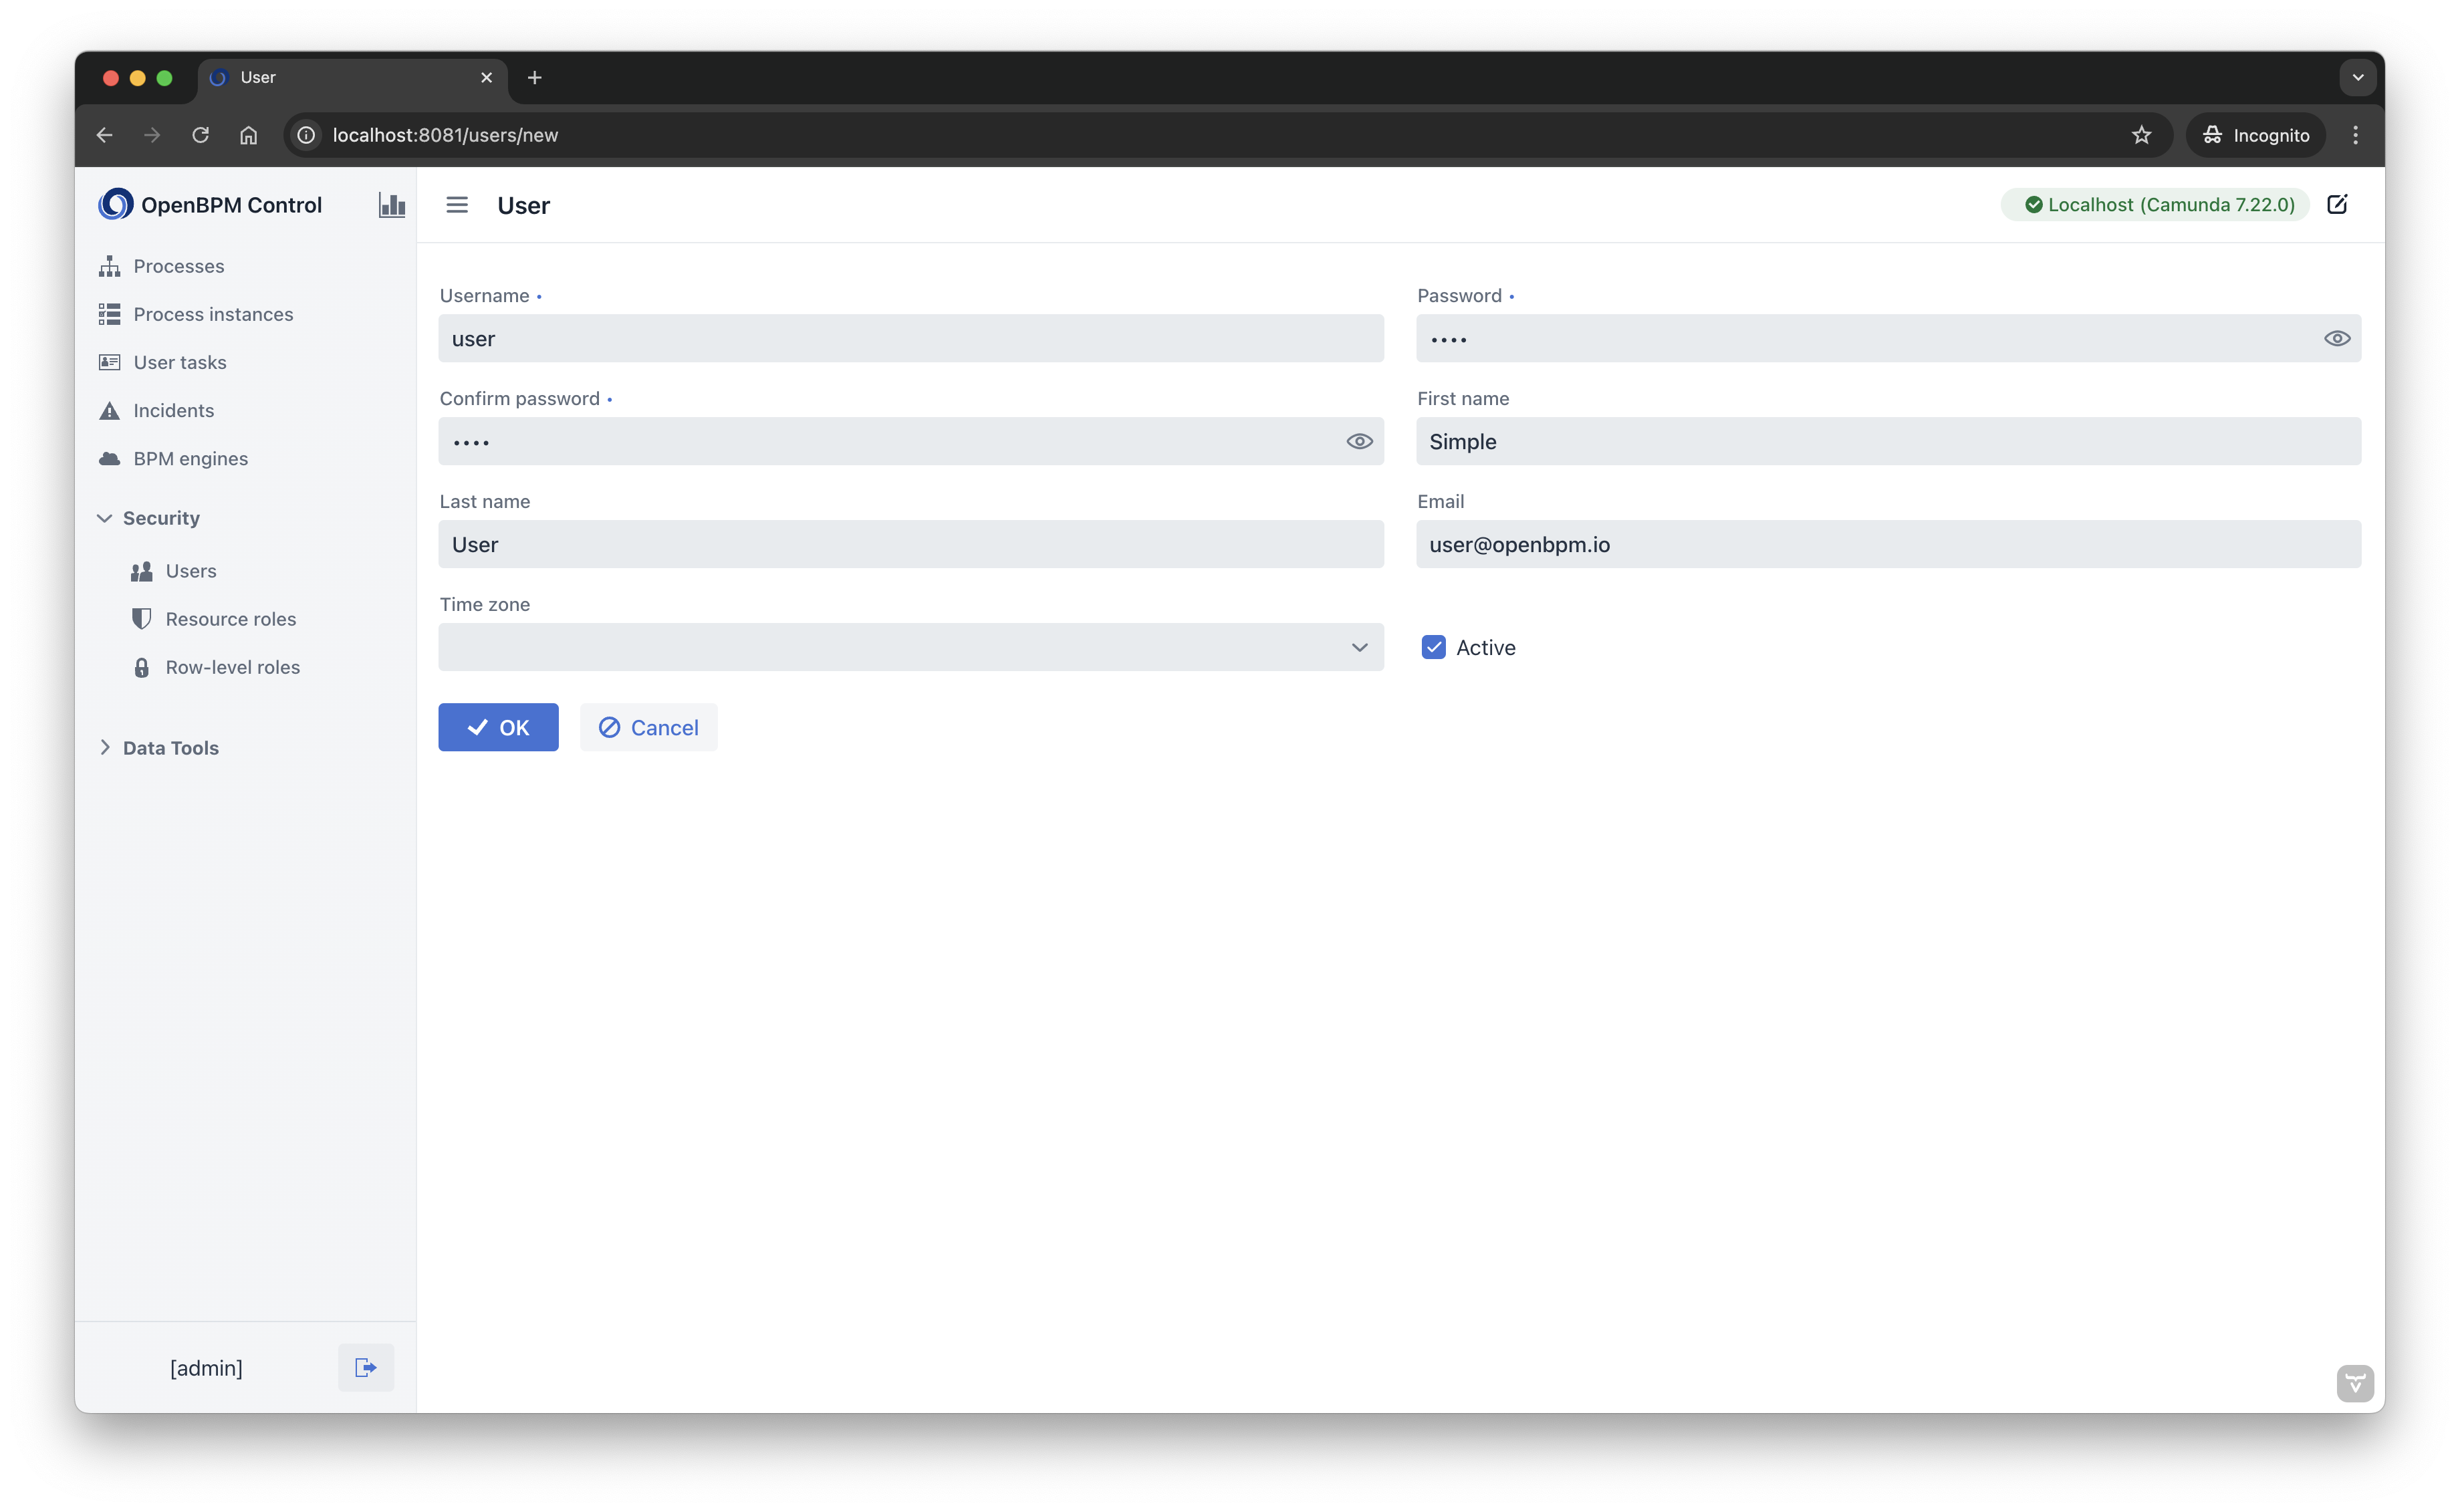 User
localhost:8081/users/new
Incognito
OpenBPM Control
User
Localhost (Camunda 7.22.0)
Processes
Process instances
User tasks
Incidents
BPM engines
Security
Users
Resource roles
Row-level roles
Data Tools
Username •
user
Password •
••••
Confirm password •
••••
First name
Simple
Last name
User
Email
user@openbpm.io
Time zone
Active
OK
Cancel
[admin]